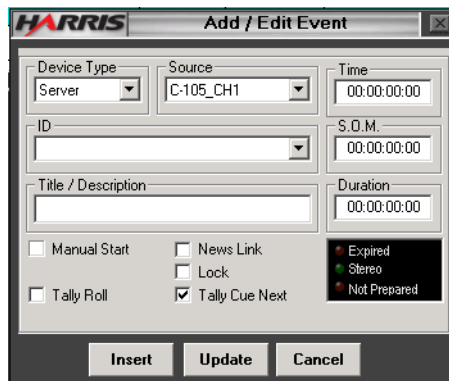 HARRIS Add / Edit Event
Device Type Source Time
Server C-105_CH1 00:00:00:00
ID S.O.M.
00:00:00:00
Title / Description Duration
00:00:00:00
Manual Start News Link Expired
Lock Stereo
Tally Roll Tally Cue Next Not Prepared
Insert Update Cancel